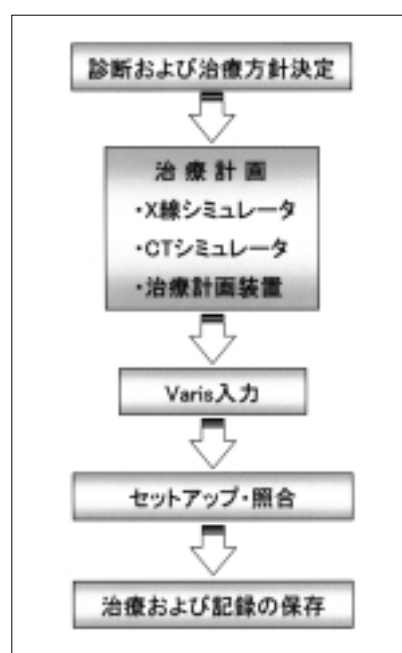 診断および治療方針決定
治 療 計 画
・X線シミュレータ
・CTシミュレータ
・治療計画装置
Varis入力
セットアップ・照合
治療および記録の保存